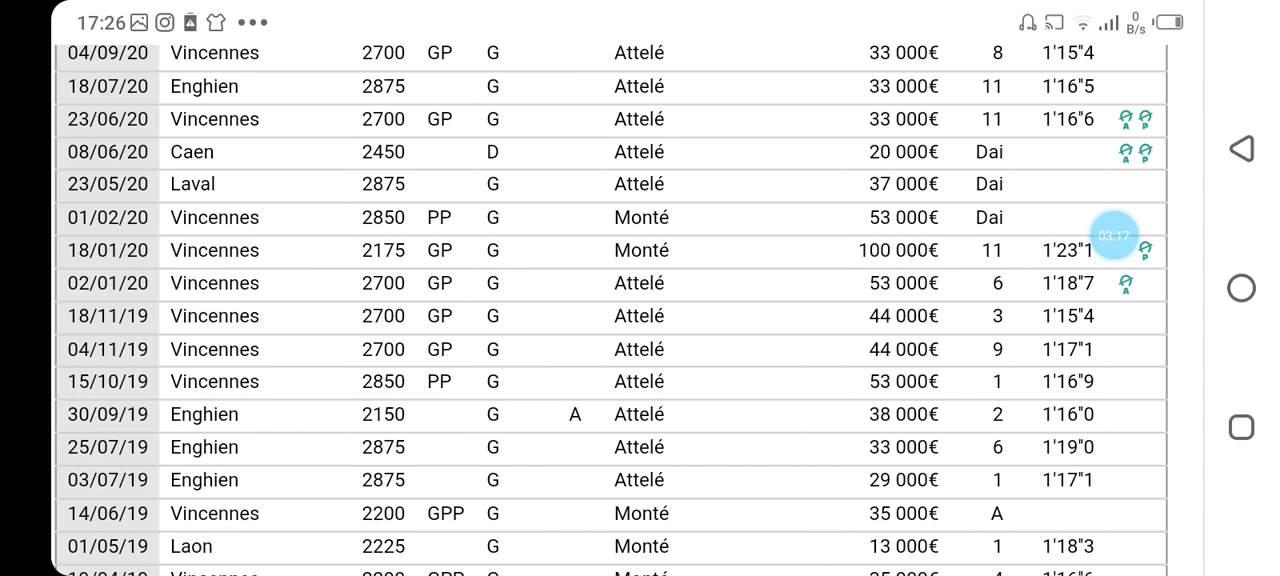 17:26 0 B/s
04/09/20 Vincennes 2700 GP G Attelé 33 000€ 8 1'15"4
18/07/20 Enghien 2875 G Attelé 33 000€ 11 1'16"5
23/06/20 Vincennes 2700 GP G Attelé 33 000€ 11 1'16"6 A P
08/06/20 Caen 2450 D Attelé 20 000€ Dai A P
23/05/20 Laval 2875 G Attelé 37 000€ Dai
01/02/20 Vincennes 2850 PP G Monté 53 000€ Dai
03:17
18/01/20 Vincennes 2175 GP G Monté 100 000€ 11 1'23"1 P
02/01/20 Vincennes 2700 GP G Attelé 53 000€ 6 1'18"7 A
18/11/19 Vincennes 2700 GP G Attelé 44 000€ 3 1'15"4
04/11/19 Vincennes 2700 GP G Attelé 44 000€ 9 1'17"1
15/10/19 Vincennes 2850 PP G Attelé 53 000€ 1 1'16"9
30/09/19 Enghien 2150 G A Attelé 38 000€ 2 1'16"0
25/07/19 Enghien 2875 G Attelé 33 000€ 6 1'19"0
03/07/19 Enghien 2875 G Attelé 29 000€ 1 1'17"1
14/06/19 Vincennes 2200 GPP G Monté 35 000€ A
01/05/19 Laon 2225 G Monté 13 000€ 1 1'18"3